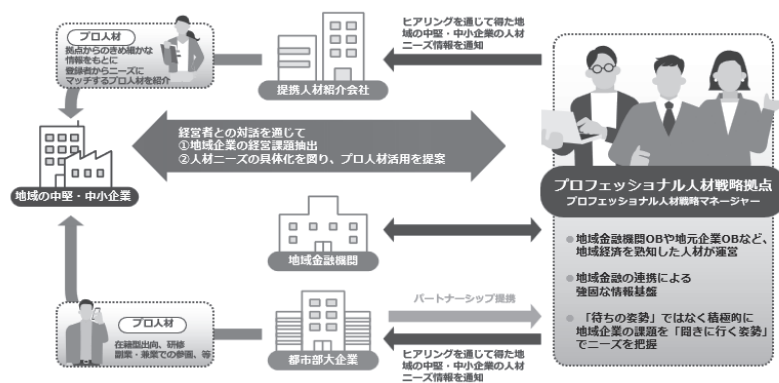 プロ人材
拠点からのきめ細かな
情報をもとに
登録者からニーズに
マッチするプロ人材を紹介
提携人材紹介会社
ヒアリングを通じて得た地
域の中堅・中小企業の人材
ニーズ情報を通知
経営者との対話を通じて
①地域企業の経営課題抽出
②人材ニーズの具体化を図り、プロ人材活用を提案
地域の中堅・中小企業
プロフェッショナル人材戦略拠点
プロフェッショナル人材戦略マネージャー
地域金融機関OBや地元企業OBなど、
地域経済を熟知した人材が運営
地域金融の連携による
強固な情報基盤
「待ちの姿勢」ではなく積極的に
地域企業の課題を「聞きに行く姿勢」
でニーズを把握
地域金融機関
パートナーシップ提携
プロ人材
在籍型出向、研修
副業・兼業での参画、等
都市部大企業
ヒアリングを通じて得た地
域の中堅・中小企業の人材
ニーズ情報を通知